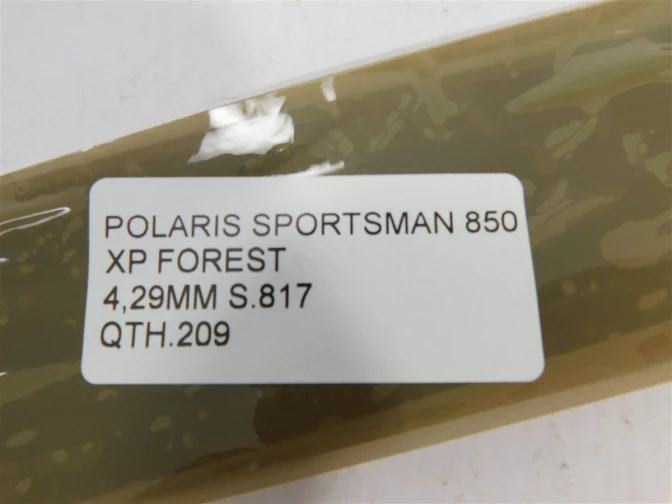 POLARIS SPORTSMAN 850
XP FOREST
4,29MM S.817
QTH.209